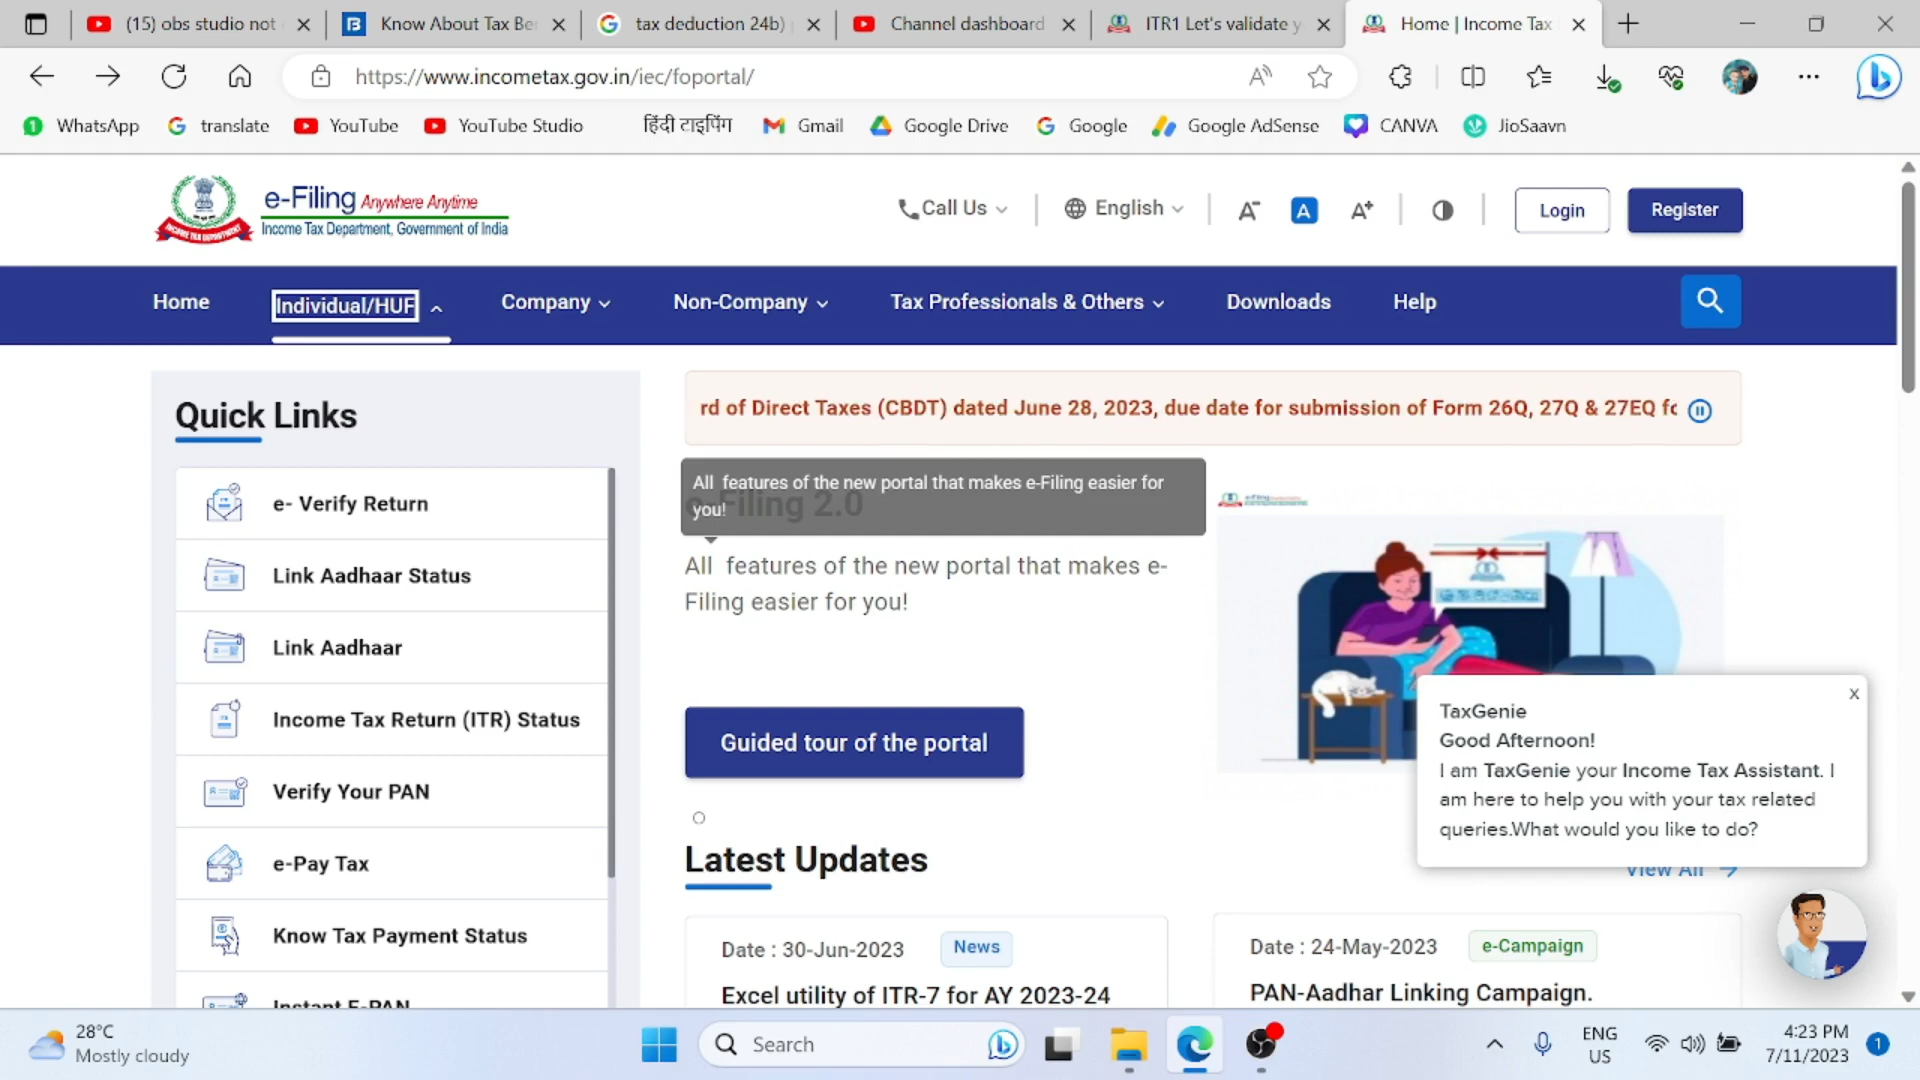 (15) obs studio not
Know About Tax Be
tax deduction 24b)
Channel dashboard
ITR1 Let's validate y
Home | Income Tax
https://www.incometax.gov.in/iec/foportal/
WhatsApp
translate
YouTube
YouTube Studio
हिंदी टाइपिंग
Gmail
Google Drive
Google
Google AdSense
CANVA
JioSaavn
e-Filing Anywhere Anytime
Income Tax Department, Government of India
Call Us
English
A-
A
A+
Login
Register
Home
Individual/HUF
Company
Non-Company
Tax Professionals & Others
Downloads
Help
Quick Links
e- Verify Return
Link Aadhaar Status
Link Aadhaar
Income Tax Return (ITR) Status
Verify Your PAN
e-Pay Tax
Know Tax Payment Status
Instant E-PAN
rd of Direct Taxes (CBDT) dated June 28, 2023, due date for submission of Form 26Q, 27Q & 27EQ fo
All features of the new portal that makes e-Filing easier for
you!
e-Filing 2.0
All features of the new portal that makes e-
Filing easier for you!
Guided tour of the portal
TaxGenie
Good Afternoon!
I am TaxGenie your Income Tax Assistant. I
am here to help you with your tax related
queries.What would you like to do?
x
Latest Updates
View All
Date : 30-Jun-2023
News
Excel utility of ITR-7 for AY 2023-24
Date : 24-May-2023
e-Campaign
PAN-Aadhar Linking Campaign.
28°C
Mostly cloudy
Search
ENG
US
4:23 PM
7/11/2023
1